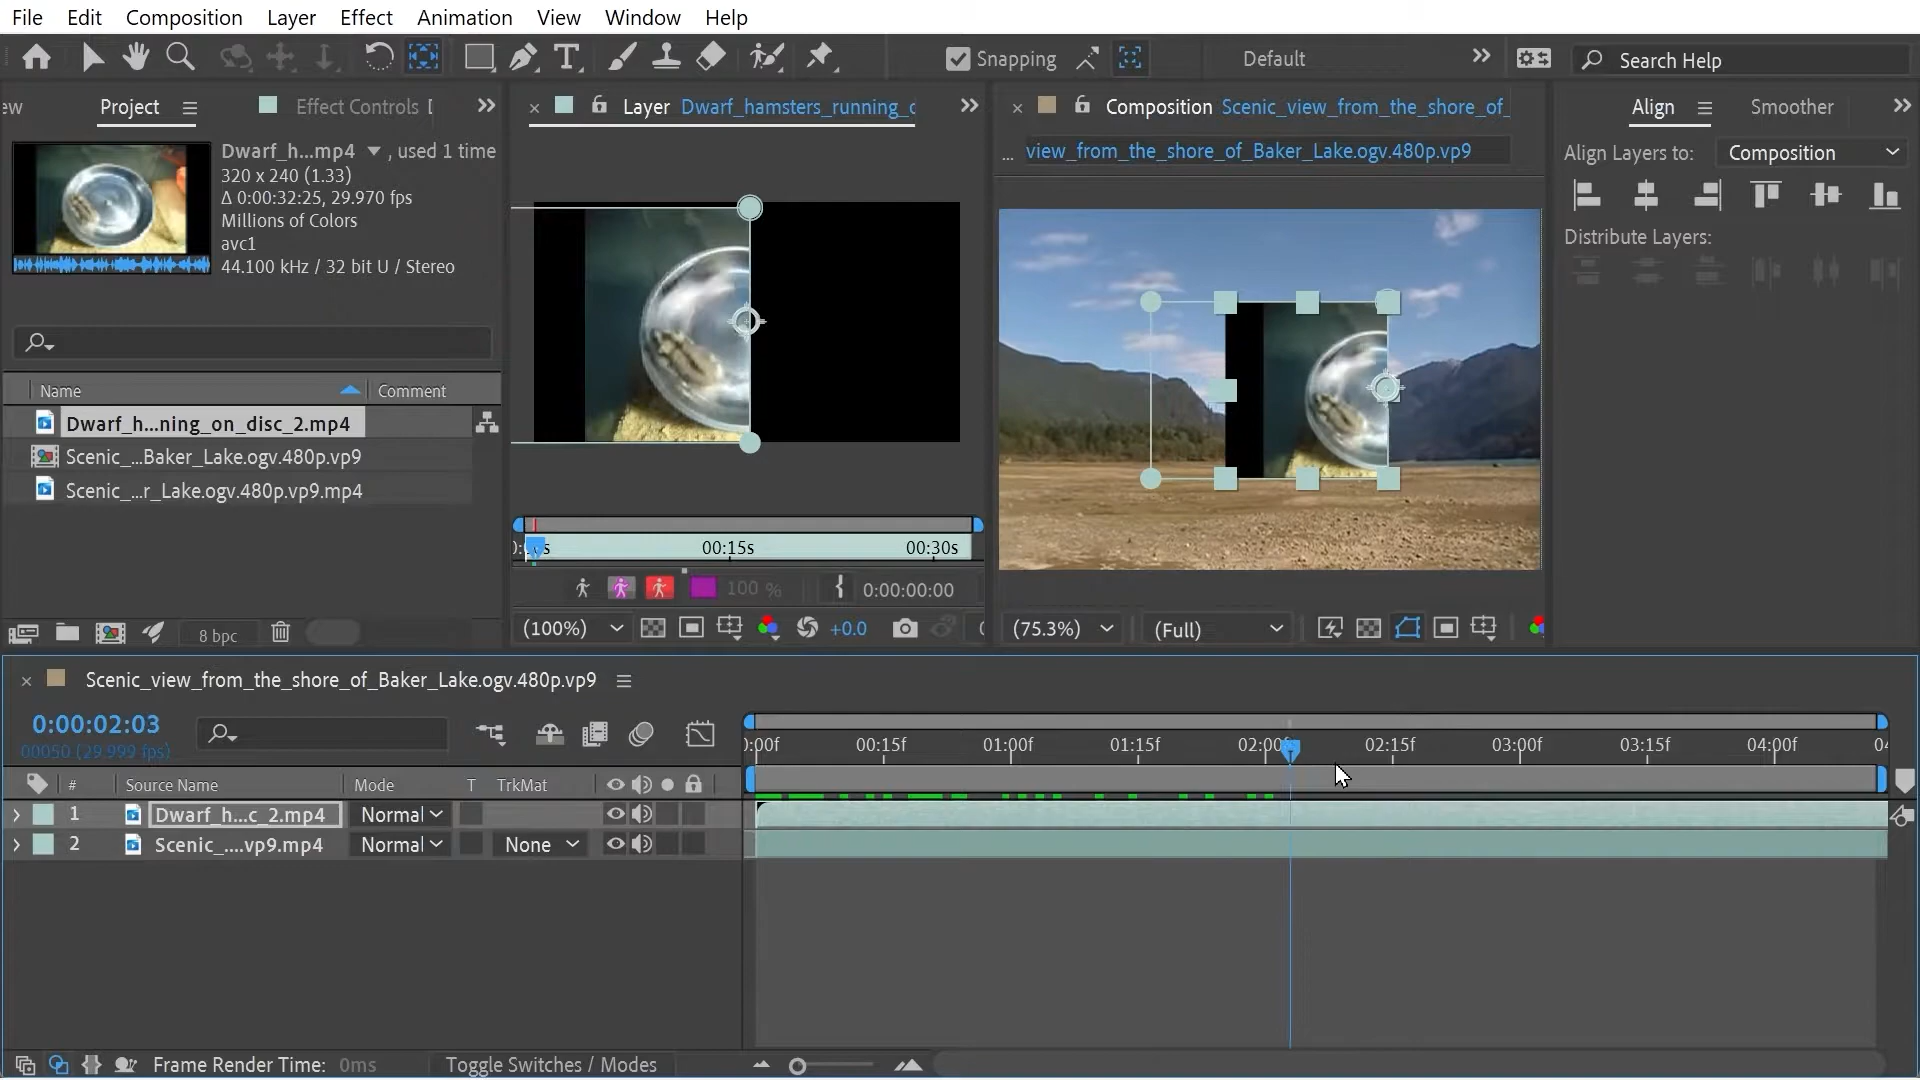 File Edit Composition Layer Effect Animation View Window Help
Snapping Default Search Help
ew Project Effect Controls
Layer Dwarf_hamsters_running_
Composition Scenic_view_from_the_shore_of_
Align Smoother
... view_from_the_shore_of_Baker_Lake.ogv.480p.vp9
Align Layers to: Composition
Dwarf_h...mp4 , used 1 time
320 x 240 (1.33)
Δ 0:00:32:25, 29.970 fps
Millions of Colors
avc1
44.100 kHz / 32 bit U / Stereo
Distribute Layers:
Name Comment
Dwarf_h...ning_on_disc_2.mp4
Scenic_...Baker_Lake.ogv.480p.vp9
Scenic_...r_Lake.ogv.480p.vp9.mp4
00:15s 00:30s
100 % 0:00:00:00
8 bpc
(100%) +0.0
(75.3%) (Full)
Scenic_view_from_the_shore_of_Baker_Lake.ogv.480p.vp9
0:00:02:03
00050 (29.999 fps)
):00f 00:15f 01:00f 01:15f 02:00f 02:15f 03:00f 03:15f 04:00f
# Source Name Mode T TrkMat
1 Dwarf_h...c_2.mp4 Normal
2 Scenic_....vp9.mp4 Normal None
Frame Render Time: 0ms Toggle Switches / Modes